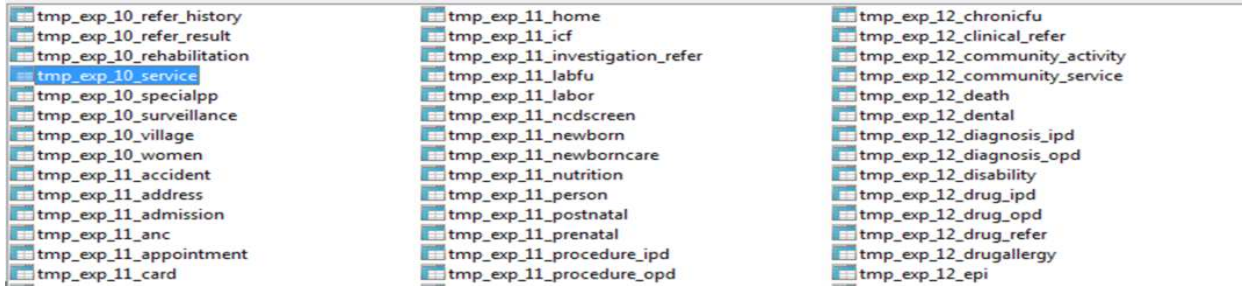 tmp_exp_10_refer_history
tmp_exp_10_refer_result
tmp_exp_10_rehabilitation
tmp_exp_10_service
tmp_exp_10_specialpp
tmp_exp_10_surveillance
tmp_exp_10_village
tmp_exp_10_women
tmp_exp_11_accident
tmp_exp_11_address
tmp_exp_11_admission
tmp_exp_11_anc
tmp_exp_11_appointment
tmp_exp_11_card
tmp_exp_11_home
tmp_exp_11_icf
tmp_exp_11_investigation_refer
tmp_exp_11_labfu
tmp_exp_11_labor
tmp_exp_11_ncdscreen
tmp_exp_11_newborn
tmp_exp_11_newborncare
tmp_exp_11_nutrition
tmp_exp_11_person
tmp_exp_11_postnatal
tmp_exp_11_prenatal
tmp_exp_11_procedure_ipd
tmp_exp_11_procedure_opd
tmp_exp_12_chronicfu
tmp_exp_12_clinical_refer
tmp_exp_12_community_activity
tmp_exp_12_community_service
tmp_exp_12_death
tmp_exp_12_dental
tmp_exp_12_diagnosis_ipd
tmp_exp_12_diagnosis_opd
tmp_exp_12_disability
tmp_exp_12_drug_ipd
tmp_exp_12_drug_opd
tmp_exp_12_drug_refer
tmp_exp_12_drugallergy
tmp_exp_12_epi